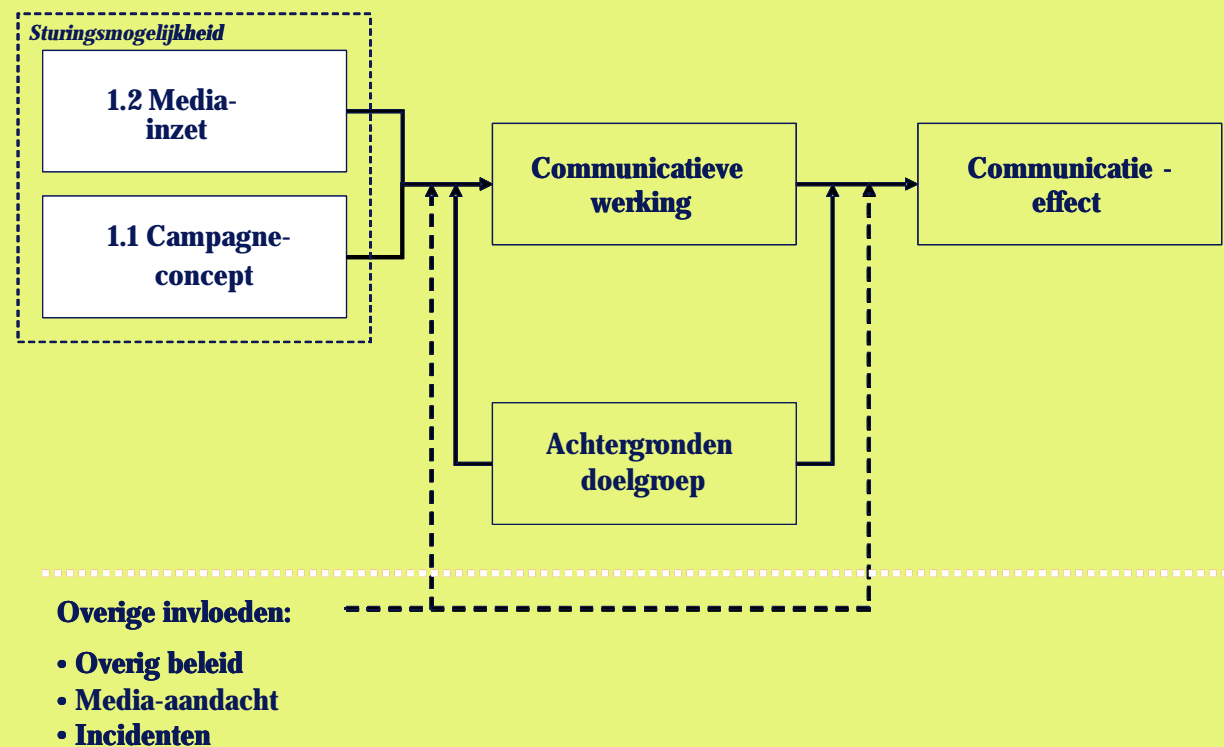 Sturingsmogelijkheid
1.2 Media-
inzet
1.1 Campagne-
concept
Communicatieve
werking
Communicatie -
effect
Achtergronden
doelgroep
Overige invloeden:
• Overig beleid
• Media-aandacht
• Incidenten